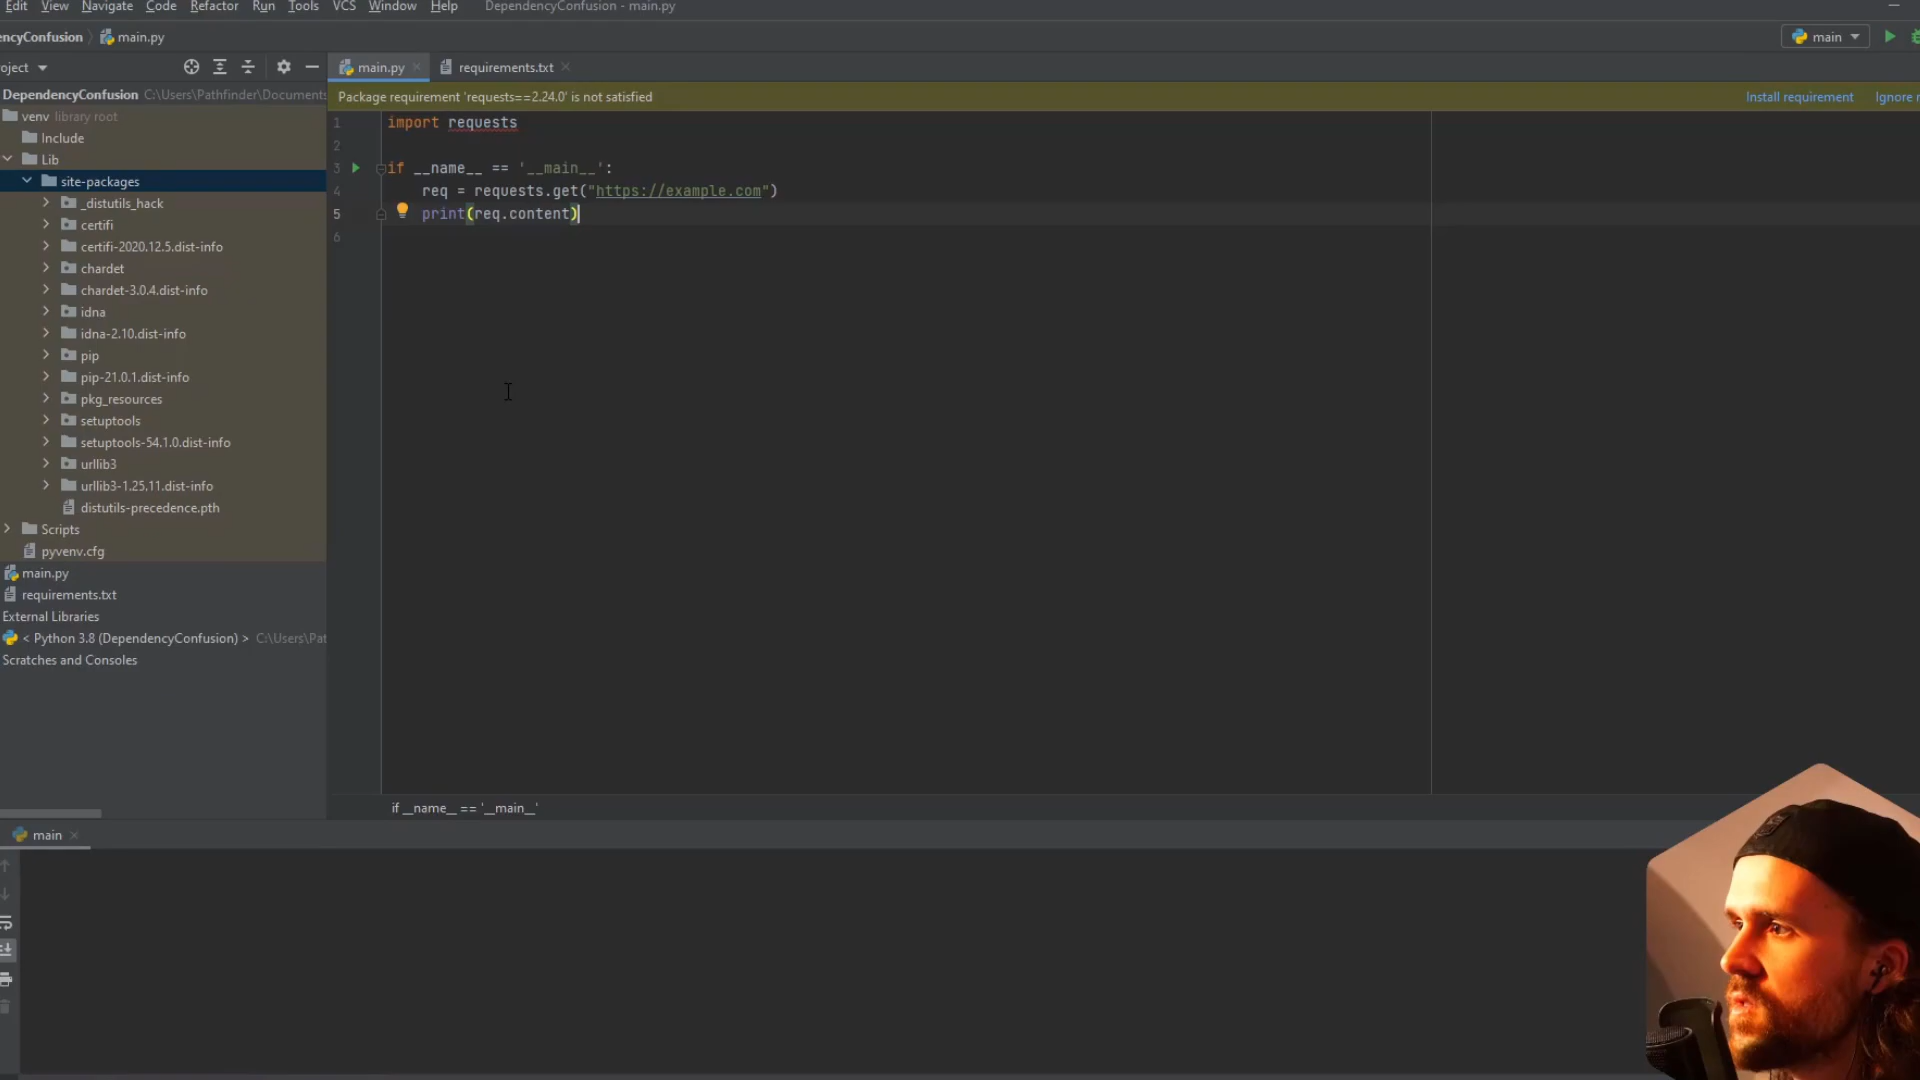 Edit View Navigate Code Refactor Run Tools VCS Window Help DependencyConfusion - main.py
encyConfusion main.py
main
oject
main.py
requirements.txt
DependencyConfusion C:\Users\Pathfinder\Documents
Package requirement 'requests==2.24.0' is not satisfied
Install requirement
Ignore r
venv library root
Include
Lib
site-packages
_distutils_hack
certifi
certifi-2020.12.5.dist-info
chardet
chardet-3.0.4.dist-info
idna
idna-2.10.dist-info
pip
pip-21.0.1.dist-info
pkg_resources
setuptools
setuptools-54.1.0.dist-info
urllib3
urllib3-1.25.11.dist-info
distutils-precedence.pth
Scripts
pyvenv.cfg
main.py
requirements.txt
External Libraries
< Python 3.8 (DependencyConfusion) > C:\Users\Pat
Scratches and Consoles
1 import requests
2
3 if __name__ == '__main__':
4 req = requests.get("https://example.com")
5 print(req.content)
6
if __name__ == '__main__'
main